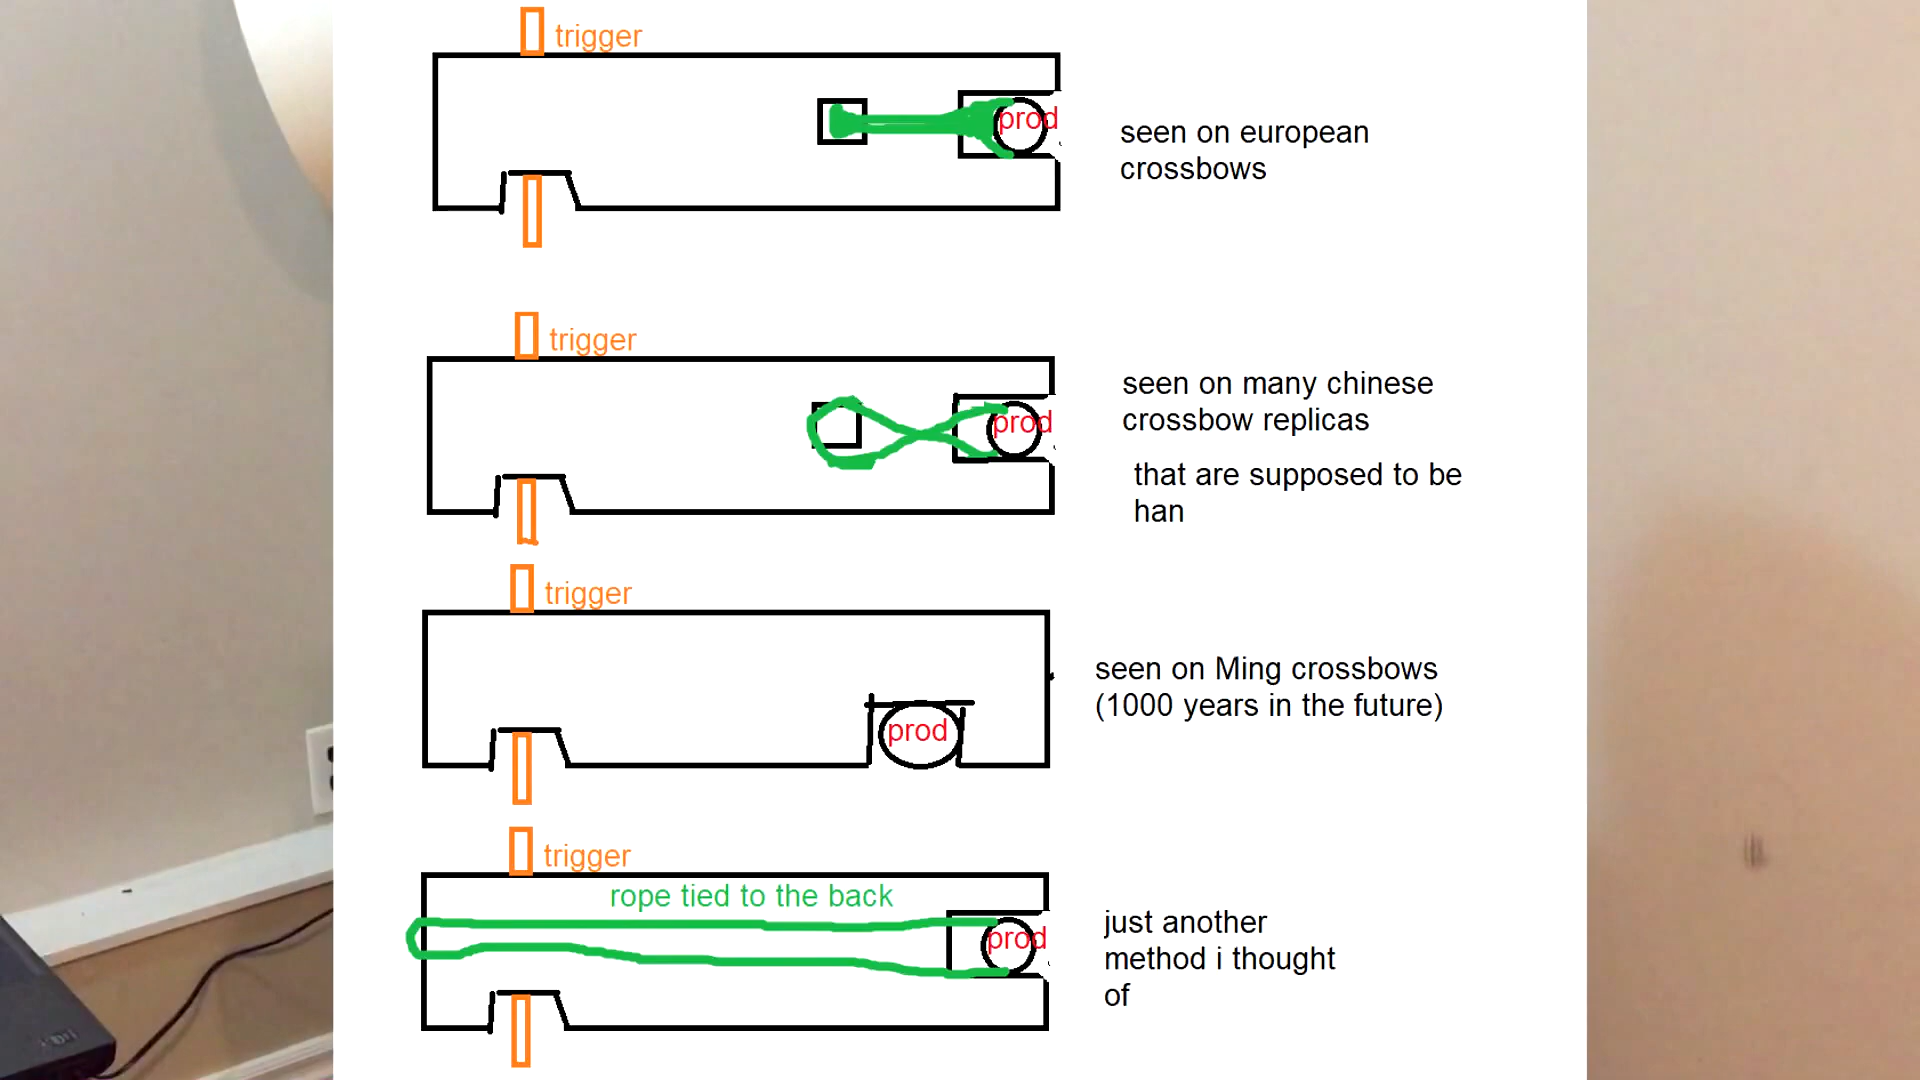 trigger
prod
seen on european
crossbows
trigger
prod
seen on many chinese
crossbow replicas
that are supposed to be
han
trigger
prod
seen on Ming crossbows
(1000 years in the future)
trigger
rope tied to the back
prod
just another
method i thought
of